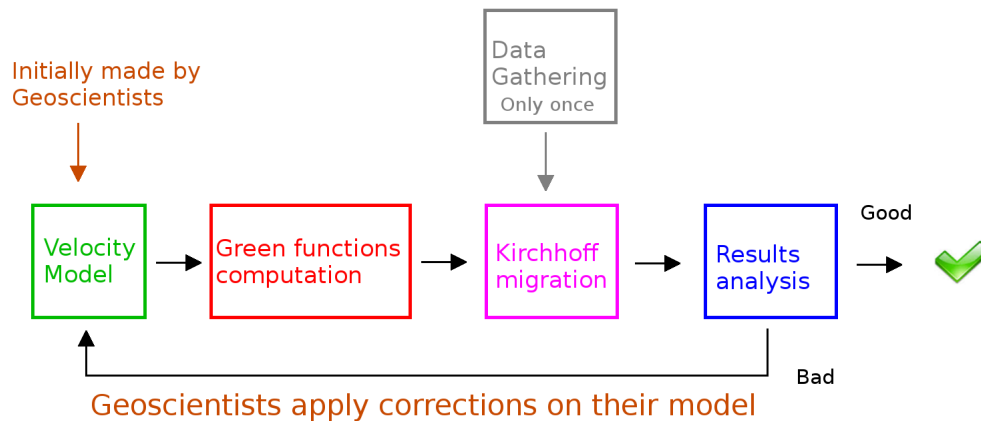 Initially made by
Geoscientists
Data
Gathering
Only once
Velocity
Model
Green functions
computation
Kirchhoff
migration
Results
analysis
Good
Bad
Geoscientists apply corrections on their model